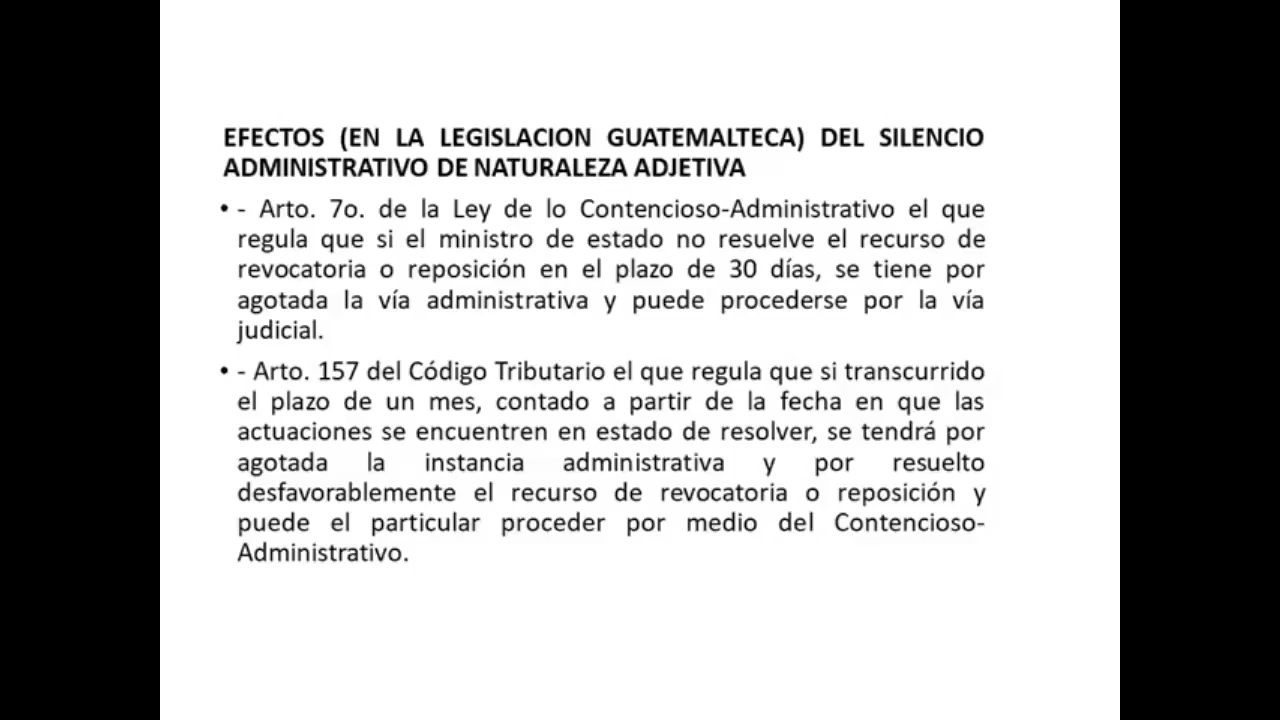 EFECTOS (EN LA LEGISLACION GUATEMALTECA) DEL SILENCIO
ADMINISTRATIVO DE NATURALEZA ADJETIVA
• - Arto. 7o. de la Ley de lo Contencioso-Administrativo el que
regula que si el ministro de estado no resuelve el recurso de
revocatoria o reposición en el plazo de 30 días, se tiene por
agotada la vía administrativa y puede procederse por la vía
judicial.
• - Arto. 157 del Código Tributario el que regula que si transcurrido
el plazo de un mes, contado a partir de la fecha en que las
actuaciones se encuentren en estado de resolver, se tendrá por
agotada la instancia administrativa y por resuelto
desfavorablemente el recurso de revocatoria o reposición y
puede el particular proceder por medio del Contencioso-
Administrativo.